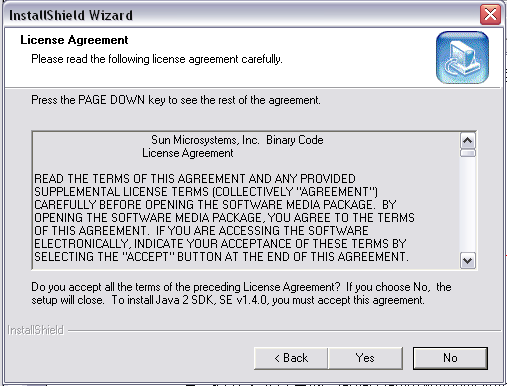 InstallShield Wizard
License Agreement
Please read the following license agreement carefully.
Press the PAGE DOWN key to see the rest of the agreement.
Sun Microsystems, Inc. Binary Code
License Agreement
READ THE TERMS OF THIS AGREEMENT AND ANY PROVIDED
SUPPLEMENTAL LICENSE TERMS (COLLECTIVELY "AGREEMENT")
CAREFULLY BEFORE OPENING THE SOFTWARE MEDIA PACKAGE. BY
OPENING THE SOFTWARE MEDIA PACKAGE, YOU AGREE TO THE TERMS
OF THIS AGREEMENT. IF YOU ARE ACCESSING THE SOFTWARE
ELECTRONICALLY, INDICATE YOUR ACCEPTANCE OF THESE TERMS BY
SELECTING THE "ACCEPT" BUTTON AT THE END OF THIS AGREEMENT.
Do you accept all the terms of the preceding License Agreement? If you choose No, the
setup will close. To install Java 2 SDK, SE v1.4.0, you must accept this agreement.
InstallShield
< Back Yes No